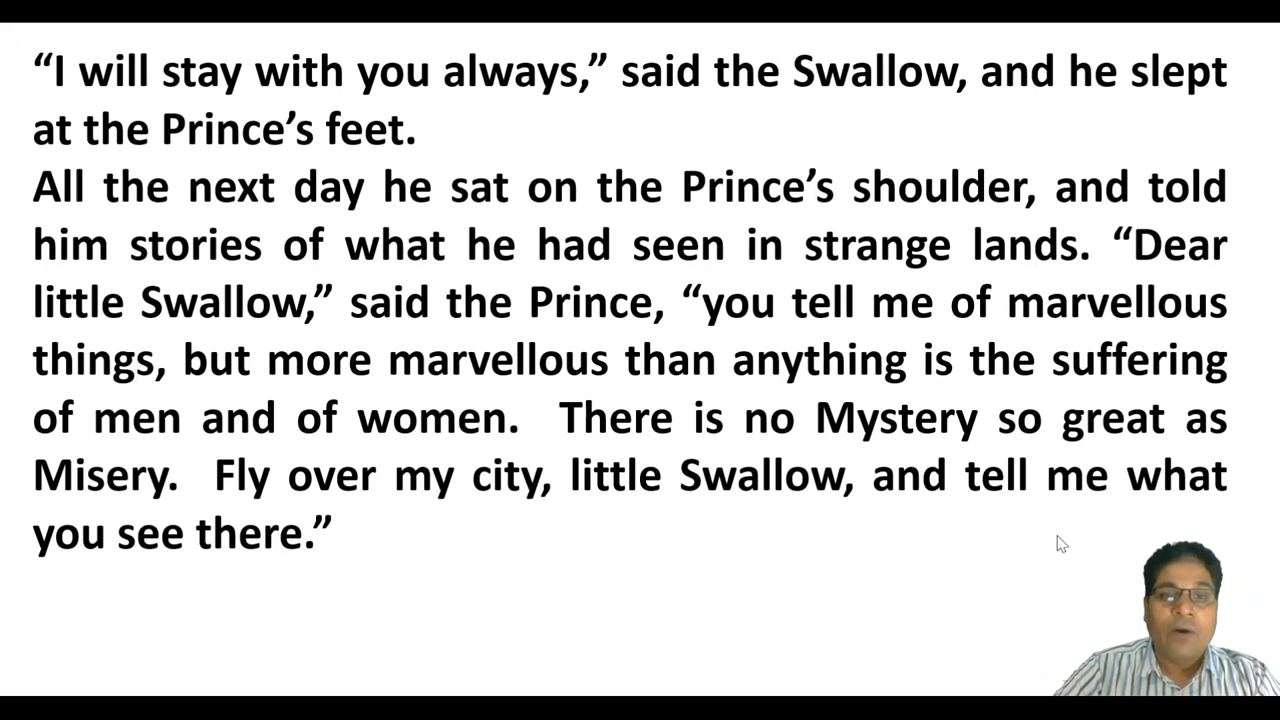 “I will stay with you always,” said the Swallow, and he slept
at the Prince’s feet.
All the next day he sat on the Prince’s shoulder, and told
him stories of what he had seen in strange lands. “Dear
little Swallow,” said the Prince, “you tell me of marvellous
things, but more marvellous than anything is the suffering
of men and of women.  There is no Mystery so great as
Misery.  Fly over my city, little Swallow, and tell me what
you see there.”